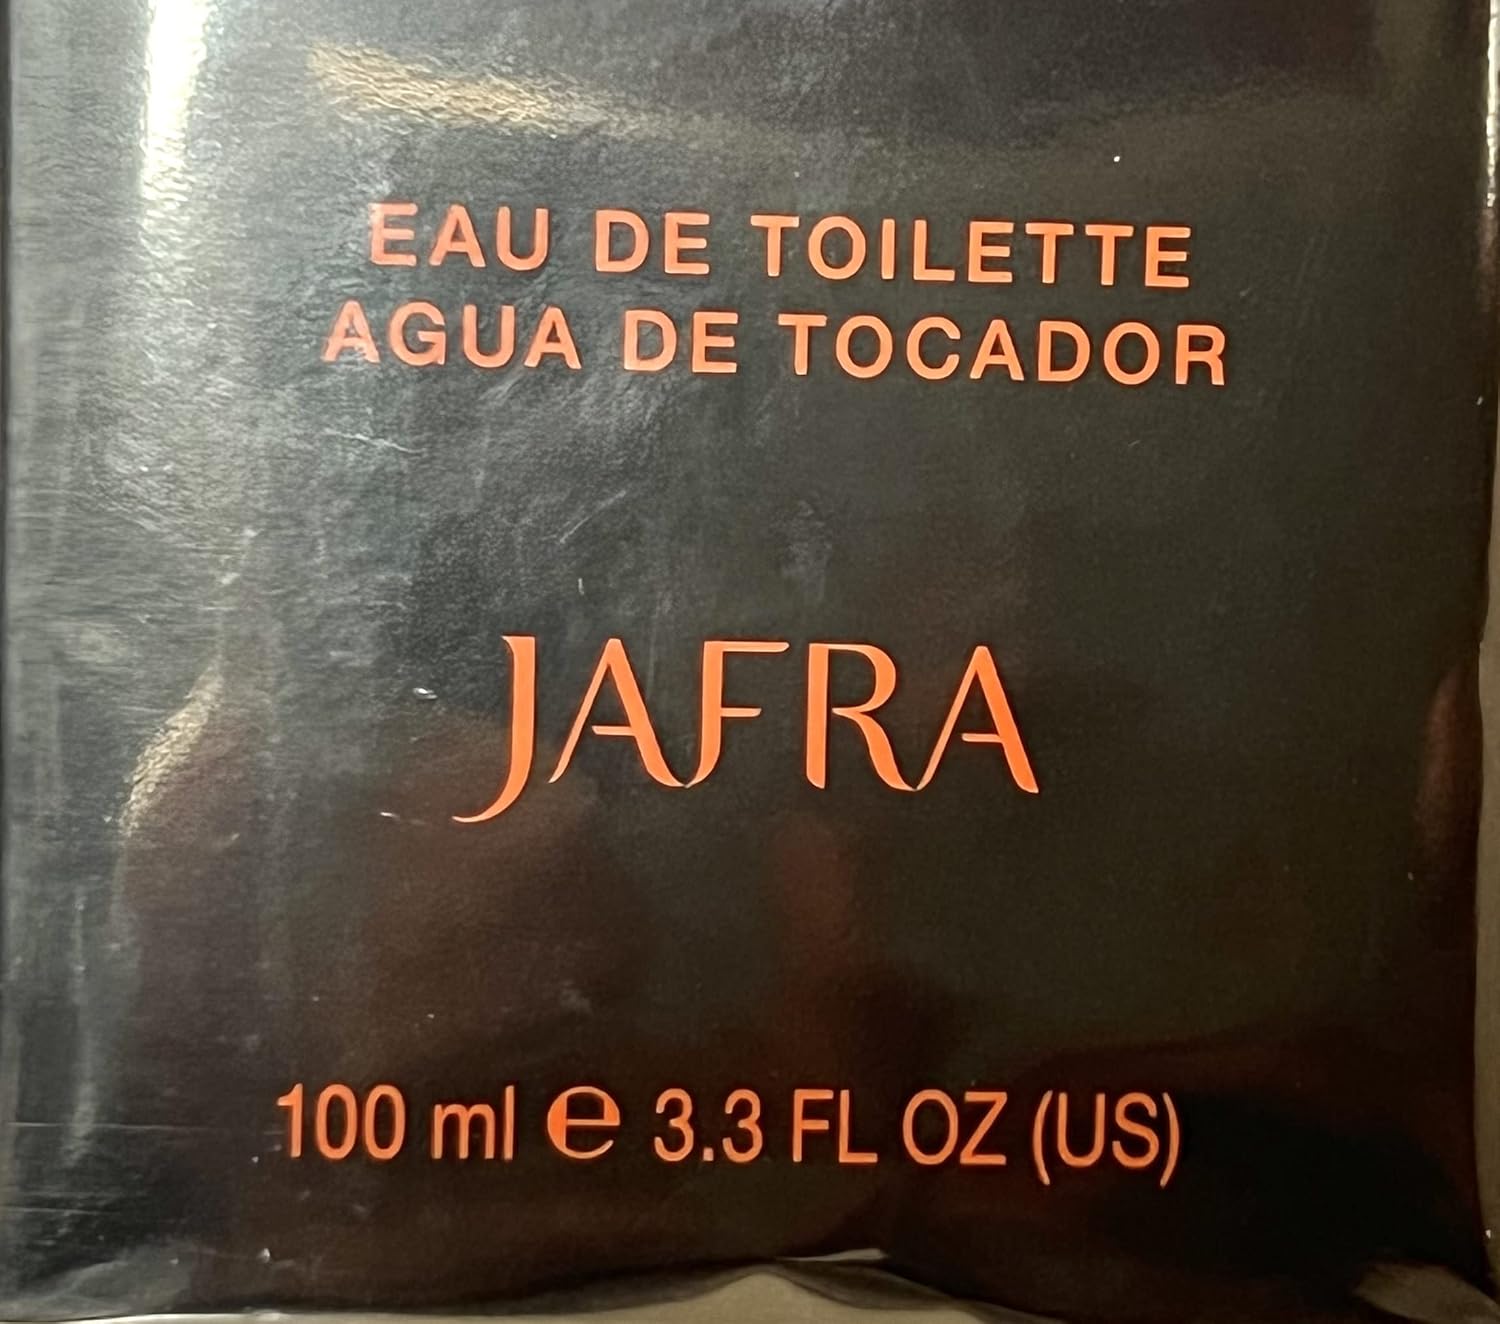 EAU DE TOILETTE
AGUA DE TOCADOR
JAFRA
100 ml e 3.3 FL OZ (US)